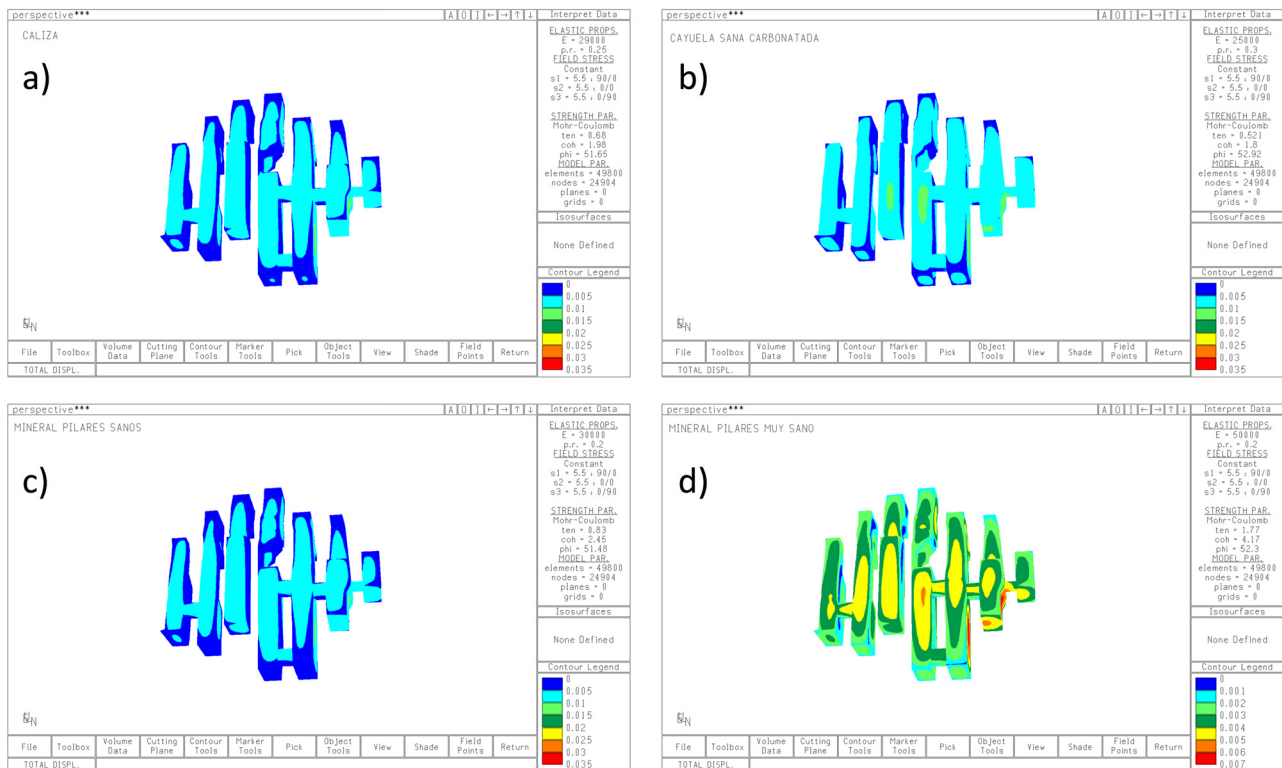 perspective*** A O I ← → ↑ ↓ Interpret Data
CALIZA
a)
ELASTIC PROPS.
E = 29000
p.r. = 0.25
FIELD STRESS
Constant
s1 = 5.5 : 90/0
s2 = 5.5 : 0/0
s3 = 5.5 : 0/90
STRENGTH PAR.
Mohr-Coulomb
ten = 0.68
coh = 1.98
phi = 51.65
MODEL PAR.
elements = 49800
nodes = 24904
planes = 0
grids = 0
Isosurfaces
None Defined
Contour Legend
0
0.005
0.01
0.015
0.02
0.025
0.03
0.035
N
File Toolbox Volume Data Cutting Plane Contour Tools Marker Tools Pick Object Tools View Shade Field Points Return
TOTAL DISPL.
perspective*** A O I ← → ↑ ↓ Interpret Data
CAYUELA SANA CARBONATADA
b)
ELASTIC PROPS.
E = 25000
p.r. = 0.3
FIELD STRESS
Constant
s1 = 5.5 : 90/0
s2 = 5.5 : 0/0
s3 = 5.5 : 0/90
STRENGTH PAR.
Mohr-Coulomb
ten = 0.521
coh = 1.8
phi = 52.92
MODEL PAR.
elements = 49800
nodes = 24904
planes = 0
grids = 0
Isosurfaces
None Defined
Contour Legend
0
0.005
0.01
0.015
0.02
0.025
0.03
0.035
N
File Toolbox Volume Data Cutting Plane Contour Tools Marker Tools Pick Object Tools View Shade Field Points Return
TOTAL DISPL.
perspective*** A O I ← → ↑ ↓ Interpret Data
MINERAL PILARES SANOS
c)
ELASTIC PROPS.
E = 30000
p.r. = 0.2
FIELD STRESS
Constant
s1 = 5.5 : 90/0
s2 = 5.5 : 0/0
s3 = 5.5 : 0/90
STRENGTH PAR.
Mohr-Coulomb
ten = 0.83
coh = 2.45
phi = 51.48
MODEL PAR.
elements = 49800
nodes = 24904
planes = 0
grids = 0
Isosurfaces
None Defined
Contour Legend
0
0.005
0.01
0.015
0.02
0.025
0.03
0.035
N
File Toolbox Volume Data Cutting Plane Contour Tools Marker Tools Pick Object Tools View Shade Field Points Return
TOTAL DISPL.
perspective*** A O I ← → ↑ ↓ Interpret Data
MINERAL PILARES MUY SANO
d)
ELASTIC PROPS.
E = 50000
p.r. = 0.2
FIELD STRESS
Constant
s1 = 5.5 : 90/0
s2 = 5.5 : 0/0
s3 = 5.5 : 0/90
STRENGTH PAR.
Mohr-Coulomb
ten = 1.77
coh = 4.17
phi = 52.3
MODEL PAR.
elements = 49800
nodes = 24904
planes = 0
grids = 0
Isosurfaces
None Defined
Contour Legend
0
0.001
0.002
0.003
0.004
0.005
0.006
0.007
N
File Toolbox Volume Data Cutting Plane Contour Tools Marker Tools Pick Object Tools View Shade Field Points Return
TOTAL DISPL.